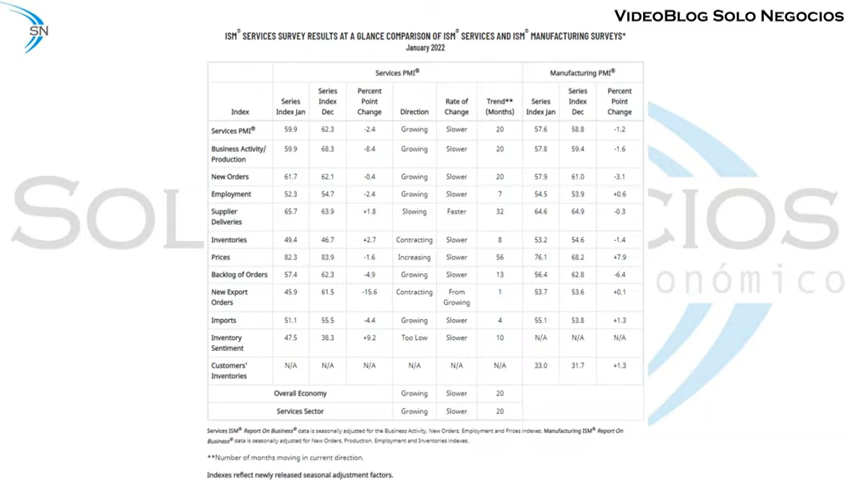 VideoBlog Solo Negocios
SN
ISM® SERVICES SURVEY RESULTS AT A GLANCE COMPARISON OF ISM® SERVICES AND ISM® MANUFACTURING SURVEYS*
January 2022
Services PMI® Manufacturing PMI®
Index Series Index Jan Series Index Dec Percent Point Change Direction Rate of Change Trend** (Months) Series Index Jan Series Index Dec Percent Point Change
Services PMI® 59.9 62.3 -2.4 Growing Slower 20 57.6 58.8 -1.2
Business Activity/ Production 59.9 68.3 -8.4 Growing Slower 20 57.8 59.4 -1.6
New Orders 61.7 62.1 -0.4 Growing Slower 20 57.9 61.0 -3.1
Employment 52.3 54.7 -2.4 Growing Slower 7 54.5 53.9 +0.6
Supplier Deliveries 65.7 63.9 +1.8 Slowing Faster 32 64.6 64.9 -0.3
Inventories 49.4 46.7 +2.7 Contracting Slower 8 53.2 54.6 -1.4
Prices 82.3 83.9 -1.6 Increasing Slower 56 76.1 68.2 +7.9
Backlog of Orders 57.4 62.3 -4.9 Growing Slower 13 56.4 62.8 -6.4
New Export Orders 45.9 61.5 -15.6 Contracting From Growing 1 53.7 53.6 +0.1
Imports 51.1 55.5 -4.4 Growing Slower 4 55.1 53.8 +1.3
Inventory Sentiment 47.5 38.3 +9.2 Too Low Slower 10 N/A N/A N/A
Customers' Inventories N/A N/A N/A N/A N/A N/A 33.0 31.7 +1.3
Overall Economy Growing Slower 20
Services Sector Growing Slower 20
Services ISM® Report On Business® data is seasonally adjusted for the Business Activity, New Orders, Employment and Prices indexes. Manufacturing ISM® Report On
Business® data is seasonally adjusted for New Orders, Production, Employment and Inventories indexes.
**Number of months moving in current direction.
Indexes reflect newly released seasonal adjustment factors.